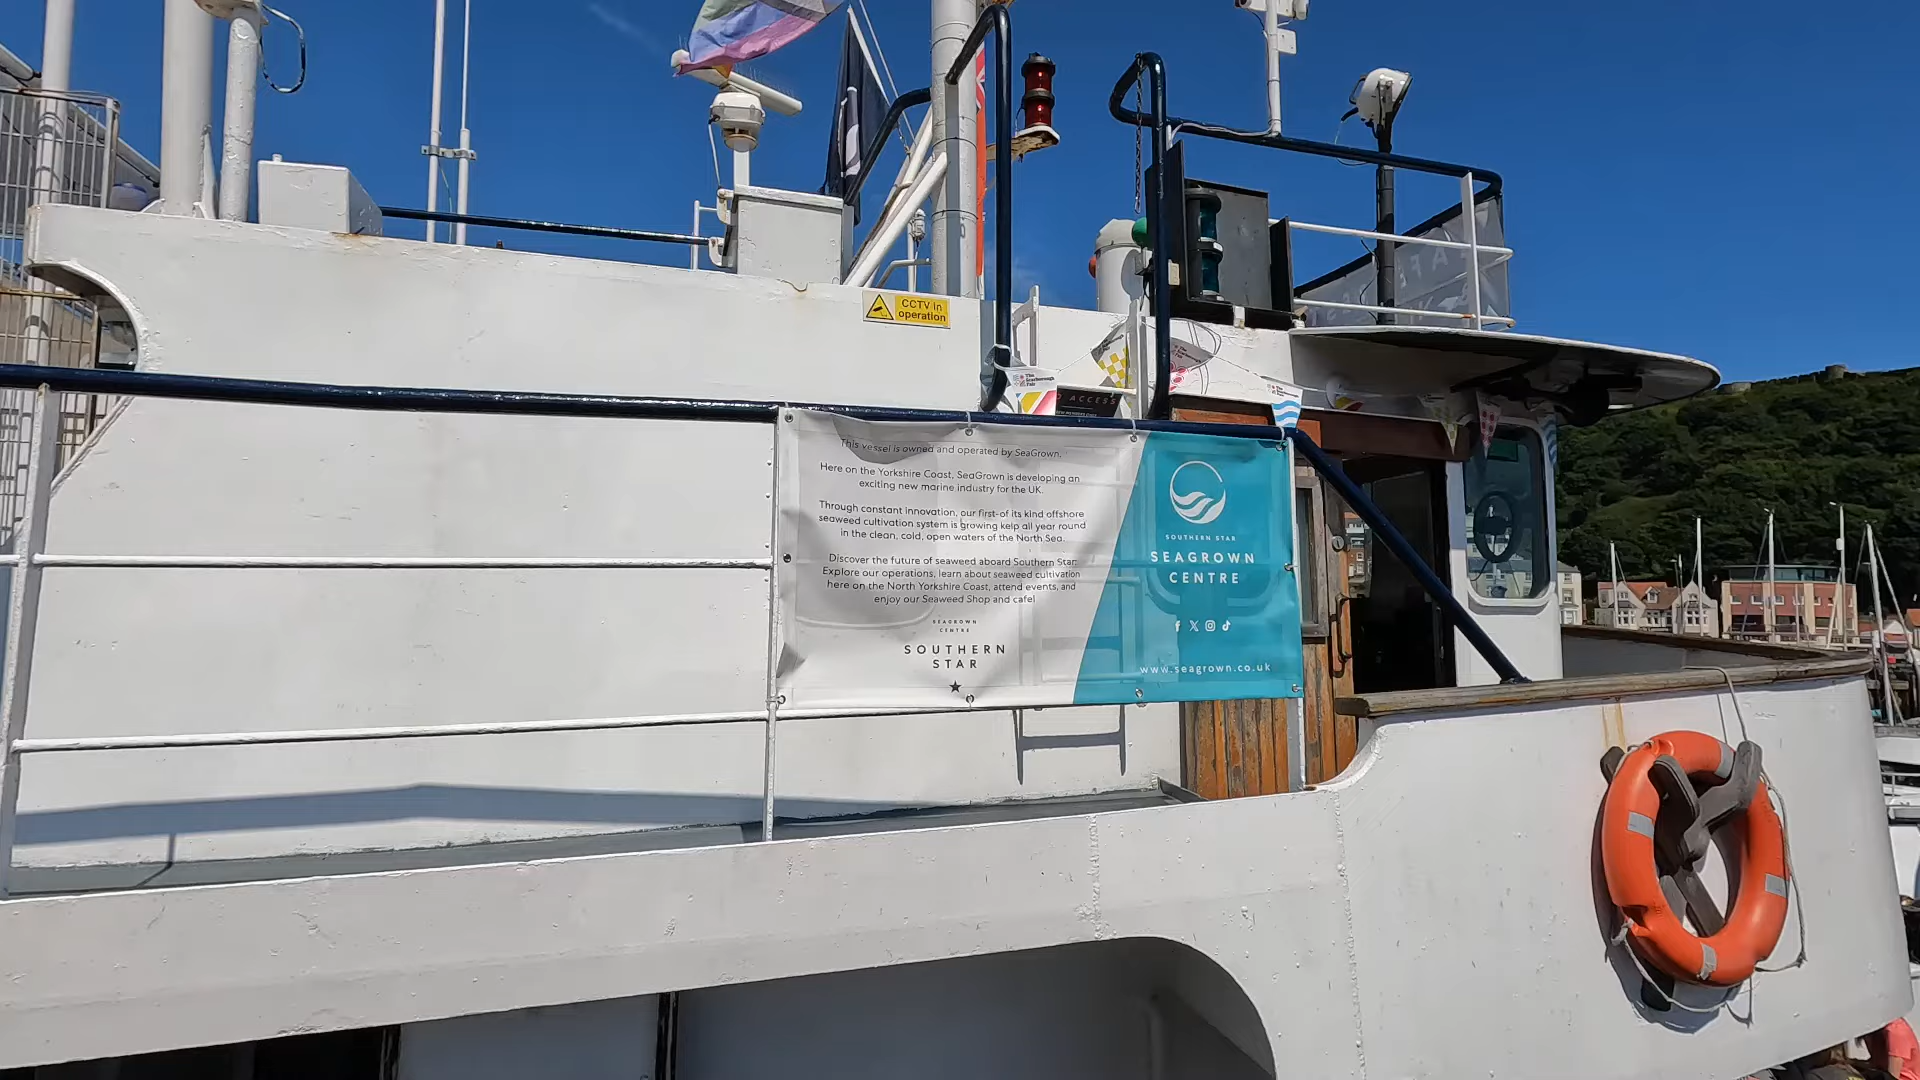 CCTV in
operation
The
Scarborough
Fair
ACCESS
This vessel is owned and operated by SeaGrown.
Here on the Yorkshire Coast, SeaGrown is developing an
exciting new marine industry for the UK.
Through constant innovation, our first-of its kind offshore
seaweed cultivation system is growing kelp all year round
in the clean, cold, open waters of the North Sea.
Discover the future of seaweed aboard Southern Star:
Explore our operations, learn about seaweed cultivation
here on the North Yorkshire Coast, attend events, and
enjoy our Seaweed Shop and cafe!
SEAGROWN
CENTRE
SOUTHERN
STAR
SOUTHERN STAR
SEAGROWN
CENTRE
www.seagrown.co.uk